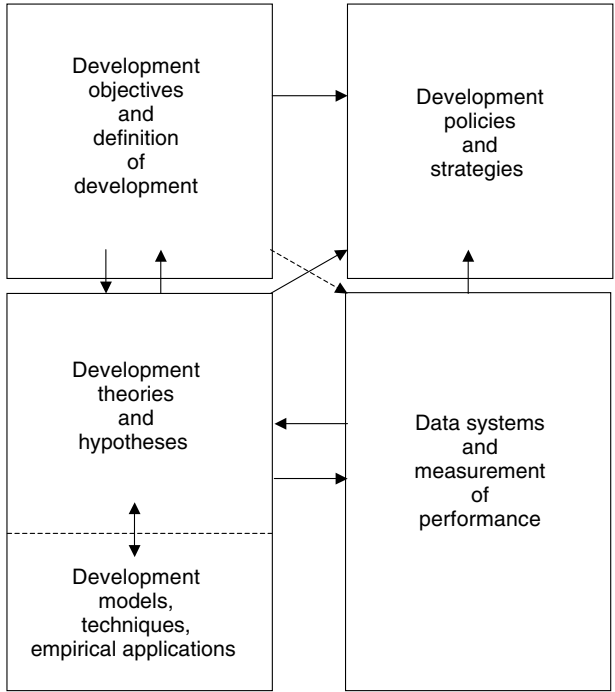 Development
objectives
and
definition
of
development
Development
policies
and
strategies
Development
theories
and
hypotheses
Data systems
and
measurement
of
performance
Development
models,
techniques,
empirical applications